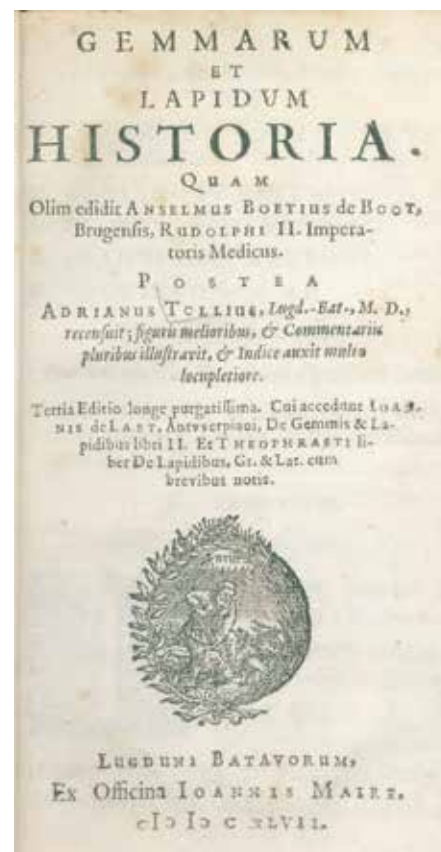 GEMMARUM
ET
LAPIDVM
HISTORIA.
QUAM
Olim edidit ANSELMUS BOETIUS de BOOT,
Brugensis, RUDOLPHI II. Impera-
toris Medicus.
POSTEA
ADRIANUS TOLLIUS, Lugd.-Bat., M. D.,
recensuit; figuris melioribus, & Commentariis
pluribus illustravit, & Indice auxit multo
locupletiore.
Tertia Editio longe purgatissima. Cui accedunt IOAN-
NIS de LAET, Antverpiani, De Gemmis & La-
pidibus libri II. Et THEOPHRASTI li-
ber De Lapidibus, Gr. & Lat. cum
brevibus notis.
LUGDUNI BATAVORUM,
Ex Officina IOANNIS MAIRE.
cIɔ Iɔ C XLVII.